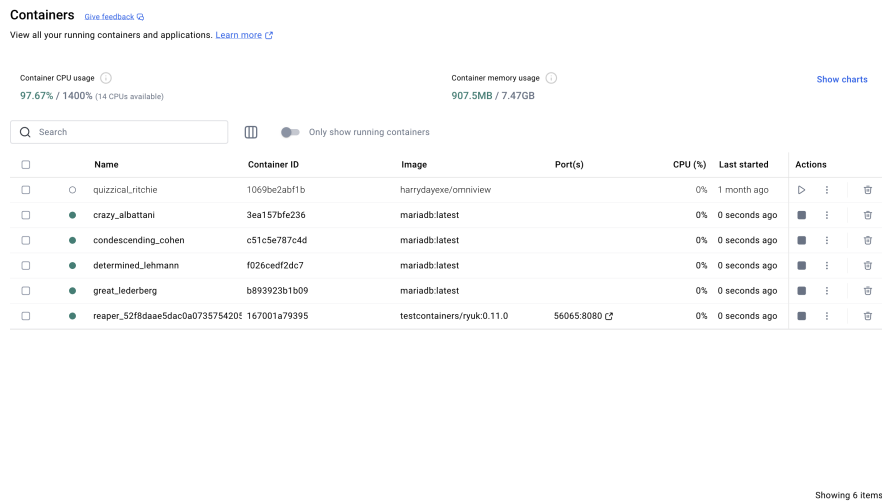 Containers Give feedback
View all your running containers and applications. Learn more
Container CPU usage Container memory usage Show charts
97.67% / 1400% (14 CPUs available) 907.5MB / 7.47GB
Search Only show running containers
Name Container ID Image Port(s) CPU (%) Last started Actions
quizzical_ritchie 1069be2abf1b harrydayexe/omniview 0% 1 month ago
crazy_albattani 3ea157bfe236 mariadb:latest 0% 0 seconds ago
condescending_cohen c51c5e787c4d mariadb:latest 0% 0 seconds ago
determined_lehmann f026cedf2dc7 mariadb:latest 0% 0 seconds ago
great_lederberg b893923b1b09 mariadb:latest 0% 0 seconds ago
reaper_52f8daae5dac0a0735754205 167001a79395 testcontainers/ryuk:0.11.0 56065:8080 0% 0 seconds ago
Showing 6 items